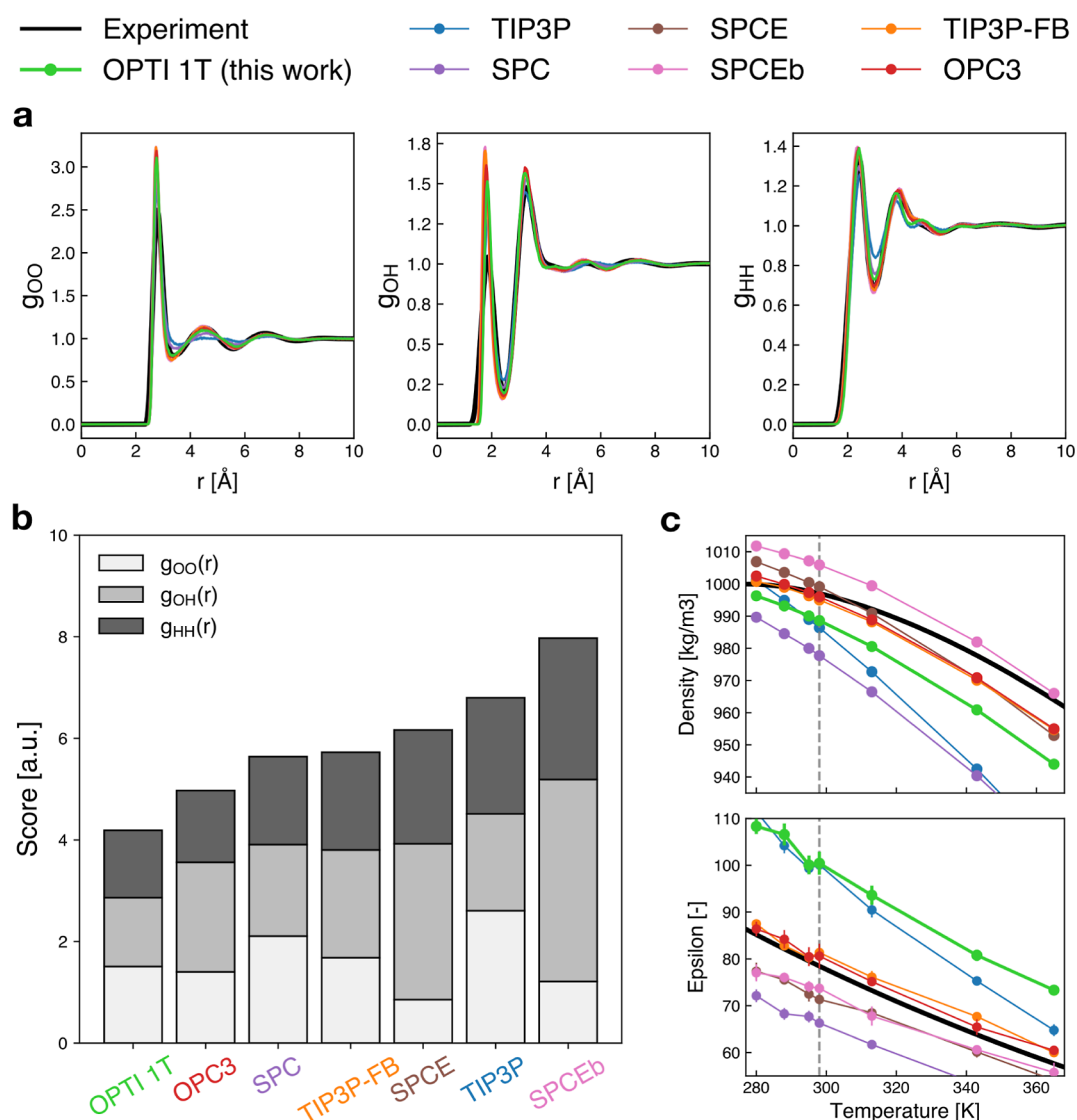 Experiment TIP3P SPCE TIP3P-FB
OPTI 1T (this work) SPC SPCEb OPC3
a
3.0
2.5
2.0
1.5
1.0
0.5
0.0
gOO
0 2 4 6 8 10
r [Å]
1.8
1.5
1.2
1.0
0.8
0.5
0.2
0.0
gOH
0 2 4 6 8 10
r [Å]
1.4
1.2
1.0
0.8
0.6
0.4
0.2
0.0
gHH
0 2 4 6 8 10
r [Å]
b
10
8
6
4
2
0
Score [a.u.]
gOO(r)
gOH(r)
gHH(r)
OPTI 1T OPC3 SPC TIP3P-FB SPCE TIP3P SPCEb
c
1010
1000
990
980
970
960
950
940
Density [kg/m3]
110
100
90
80
70
60
Epsilon [-]
280 300 320 340 360
Temperature [K]